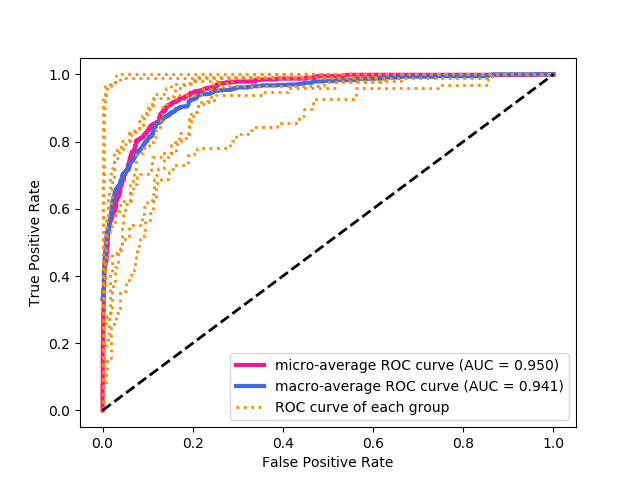 1.0
0.8
0.6
0.4
0.2
0.0
True Positive Rate
micro-average ROC curve (AUC = 0.950)
macro-average ROC curve (AUC = 0.941)
ROC curve of each group
0.0 0.2 0.4 0.6 0.8 1.0
False Positive Rate